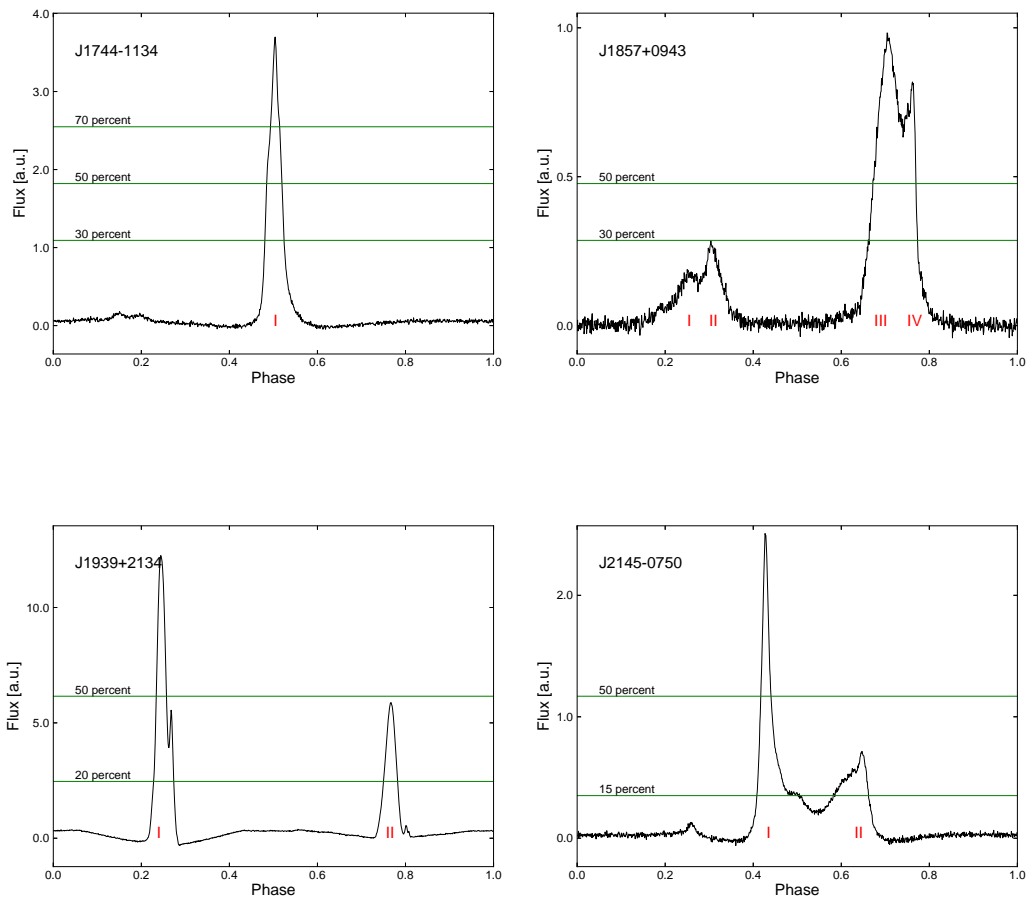 J1744-1134
4.0
3.0
2.0
1.0
0.0
70 percent
50 percent
30 percent
I
0.0 0.2 0.4 0.6 0.8 1.0
Phase
Flux [a.u.]
J1857+0943
1.0
0.5
0.0
50 percent
30 percent
I II III IV
0.0 0.2 0.4 0.6 0.8 1.0
Phase
Flux [a.u.]
J1939+2134
10.0
5.0
0.0
50 percent
20 percent
I II
0.0 0.2 0.4 0.6 0.8 1.0
Phase
Flux [a.u.]
J2145-0750
2.0
1.0
0.0
50 percent
15 percent
I II
0.0 0.2 0.4 0.6 0.8 1.0
Phase
Flux [a.u.]